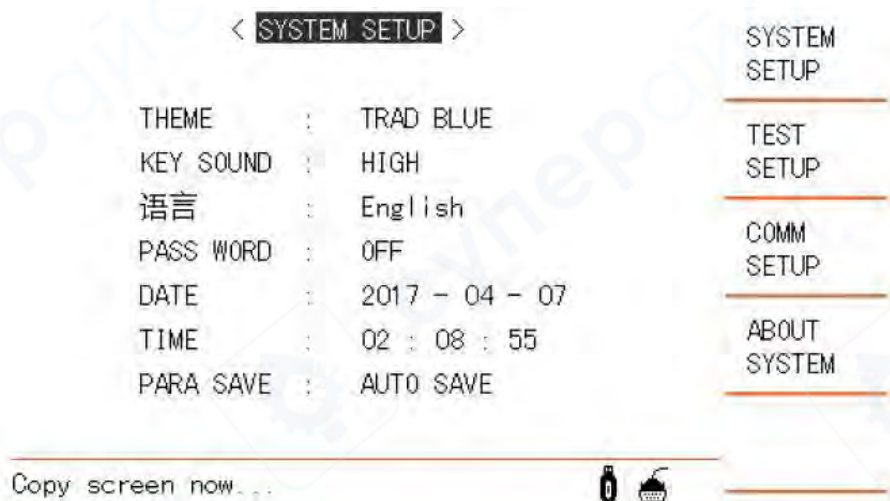 < SYSTEM SETUP >
THEME : TRAD BLUE
KEY SOUND : HIGH
语言 : English
PASS WORD : OFF
DATE : 2017 - 04 - 07
TIME : 02 : 08 : 55
PARA SAVE : AUTO SAVE
Copy screen now...
SYSTEM
SETUP
TEST
SETUP
COMM
SETUP
ABOUT
SYSTEM